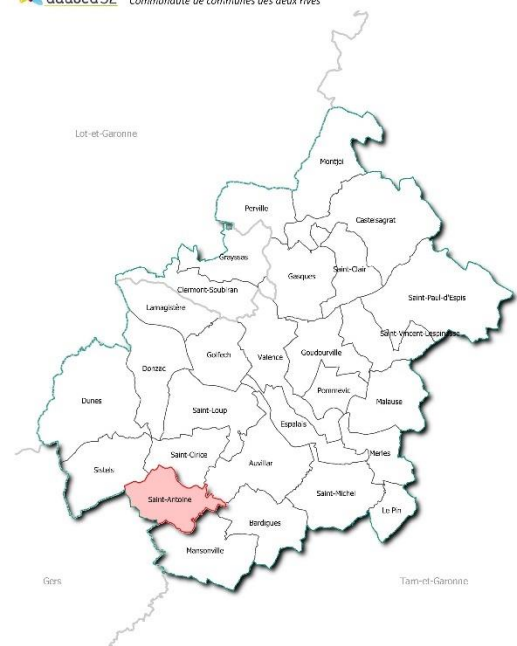 Communauté de communes des deux rives
Lot-et-Garonne
Montjoi
Perville
Castelsagrat
Grayssas
Gasques
Saint-Clair
Clermont-Soubiran
Saint-Paul-d'Espis
Lamagistère
Saint-Vincent-Lespinasse
Golfech
Valence
Goudourville
Donzac
Pommevic
Malause
Dunes
Saint-Loup
Espalais
Saint-Cirice
Merles
Auvillar
Sistels
Saint-Antoine
Saint-Michel
Le Pin
Bardigues
Mansonville
Gers
Tarn-et-Garonne